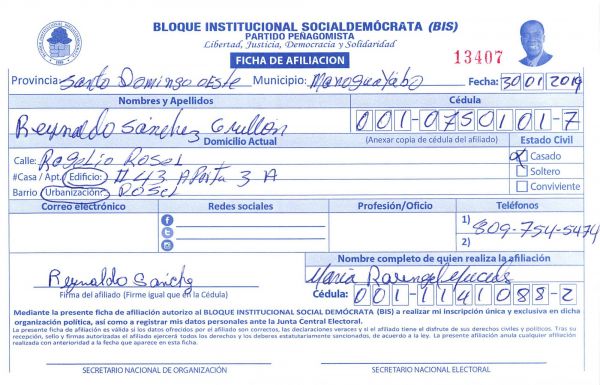 BLOQUE INSTITUCIONAL SOCIALDEMÓCRATA (BIS)
PARTIDO PEÑAGOMISTA
Libertad, Justicia, Democracia y Solidaridad
FICHA DE AFILIACION
13407
Provincia: Santo Domingo oeste Municipio: Manoguayabo Fecha: 30 01 2019
Nombres y Apellidos Cédula
Reynaldo Sánchez Grullón 001-0750101-7
Domicilio Actual (Anexar copia de cédula del afiliado) Estado Civil
Calle: Rogelio Rosel Casado
#Casa / Apt. Edificio: #43 Aparta 3 A Soltero
Barrio Urbanización: Rosel Conviviente
Correo electrónico Redes sociales Profesión/Oficio Teléfonos
1) 809-754-5474
2)
Nombre completo de quien realiza la afiliación
Reynaldo Sánchez María
Firma del afiliado (Firme igual que en la Cédula) Cédula: 001-1141088-2
Mediante la presente ficha de afiliación autorizo al BLOQUE INSTITUCIONAL SOCIAL DEMÓCRATA (BIS) a realizar mi inscripción única y exclusiva en dicha
organización política, así como a registrar mis datos personales ante la Junta Central Electoral.
La presente ficha de afiliación es válida si los datos ofrecidos por el afiliado son correctos, las declaraciones veraces y si el afiliado tiene el disfrute de sus derechos civiles y políticos. Tras su
recepción, sello y firmas autorizadas el afiliado ejercerá todos los derechos y los deberes estatutariamente sancionados, de acuerdo a la ley. La presente afiliación anula cualquier afiliación
realizada con anterioridad a la fecha que aparece en esta ficha.
SECRETARIO NACIONAL DE ORGANIZACIÓN SECRETARIO NACIONAL ELECTORAL